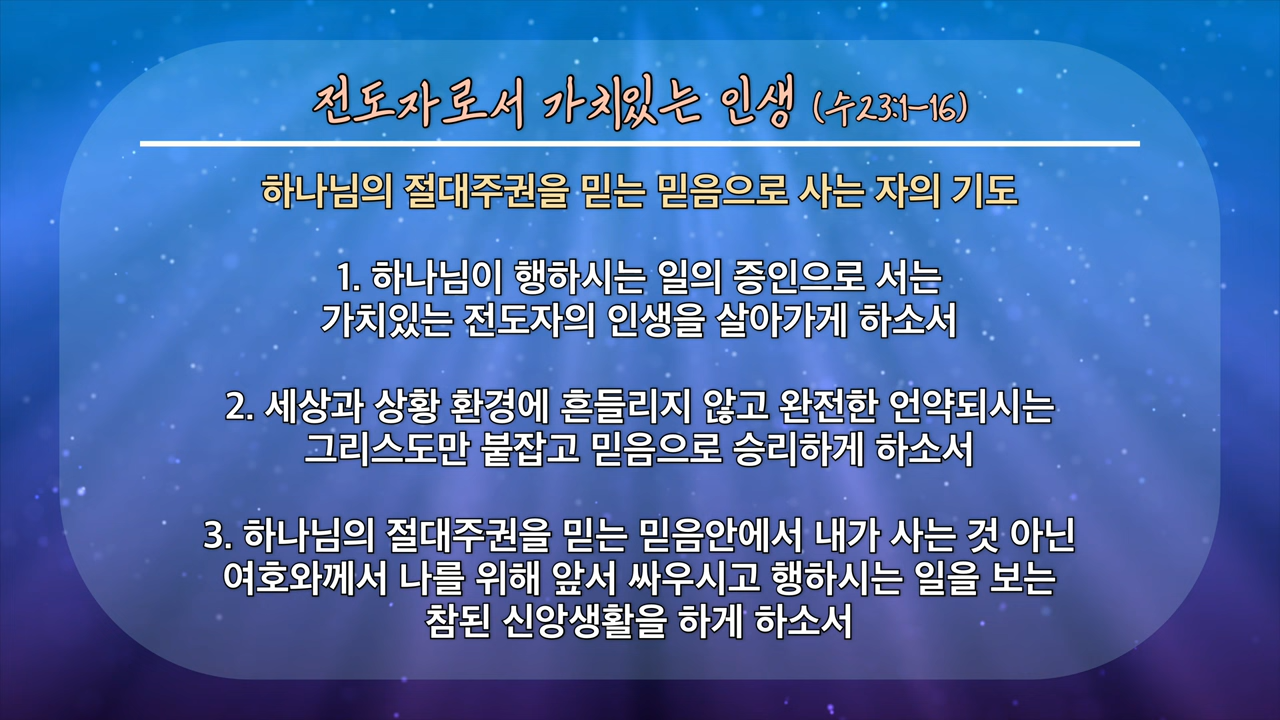 전도자로서 가치있는 인생 (수23:1-16)
하나님의 절대주권을 믿는 믿음으로 사는 자의 기도
1. 하나님이 행하시는 일의 증인으로 서는
가치있는 전도자의 인생을 살아가게 하소서
2. 세상과 상황 환경에 흔들리지 않고 완전한 언약되시는
그리스도만 붙잡고 믿음으로 승리하게 하소서
3. 하나님의 절대주권을 믿는 믿음안에서 내가 사는 것 아닌
여호와께서 나를 위해 앞서 싸우시고 행하시는 일을 보는
참된 신앙생활을 하게 하소서